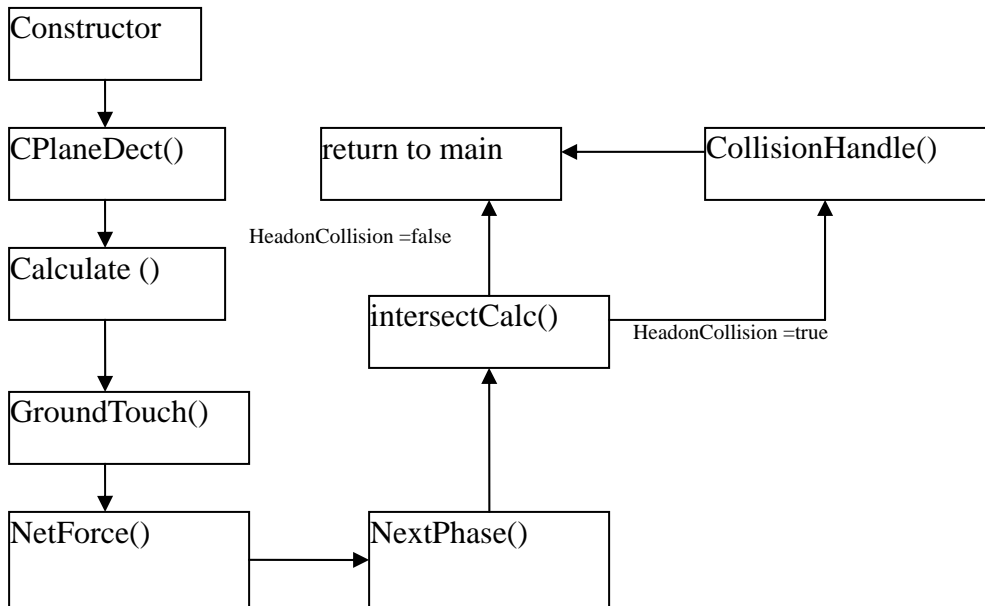 Constructor
CPlaneDect()
return to main
CollisionHandle()
HeadonCollision =false
Calculate ()
intersectCalc()
HeadonCollision =true
GroundTouch()
NetForce()
NextPhase()